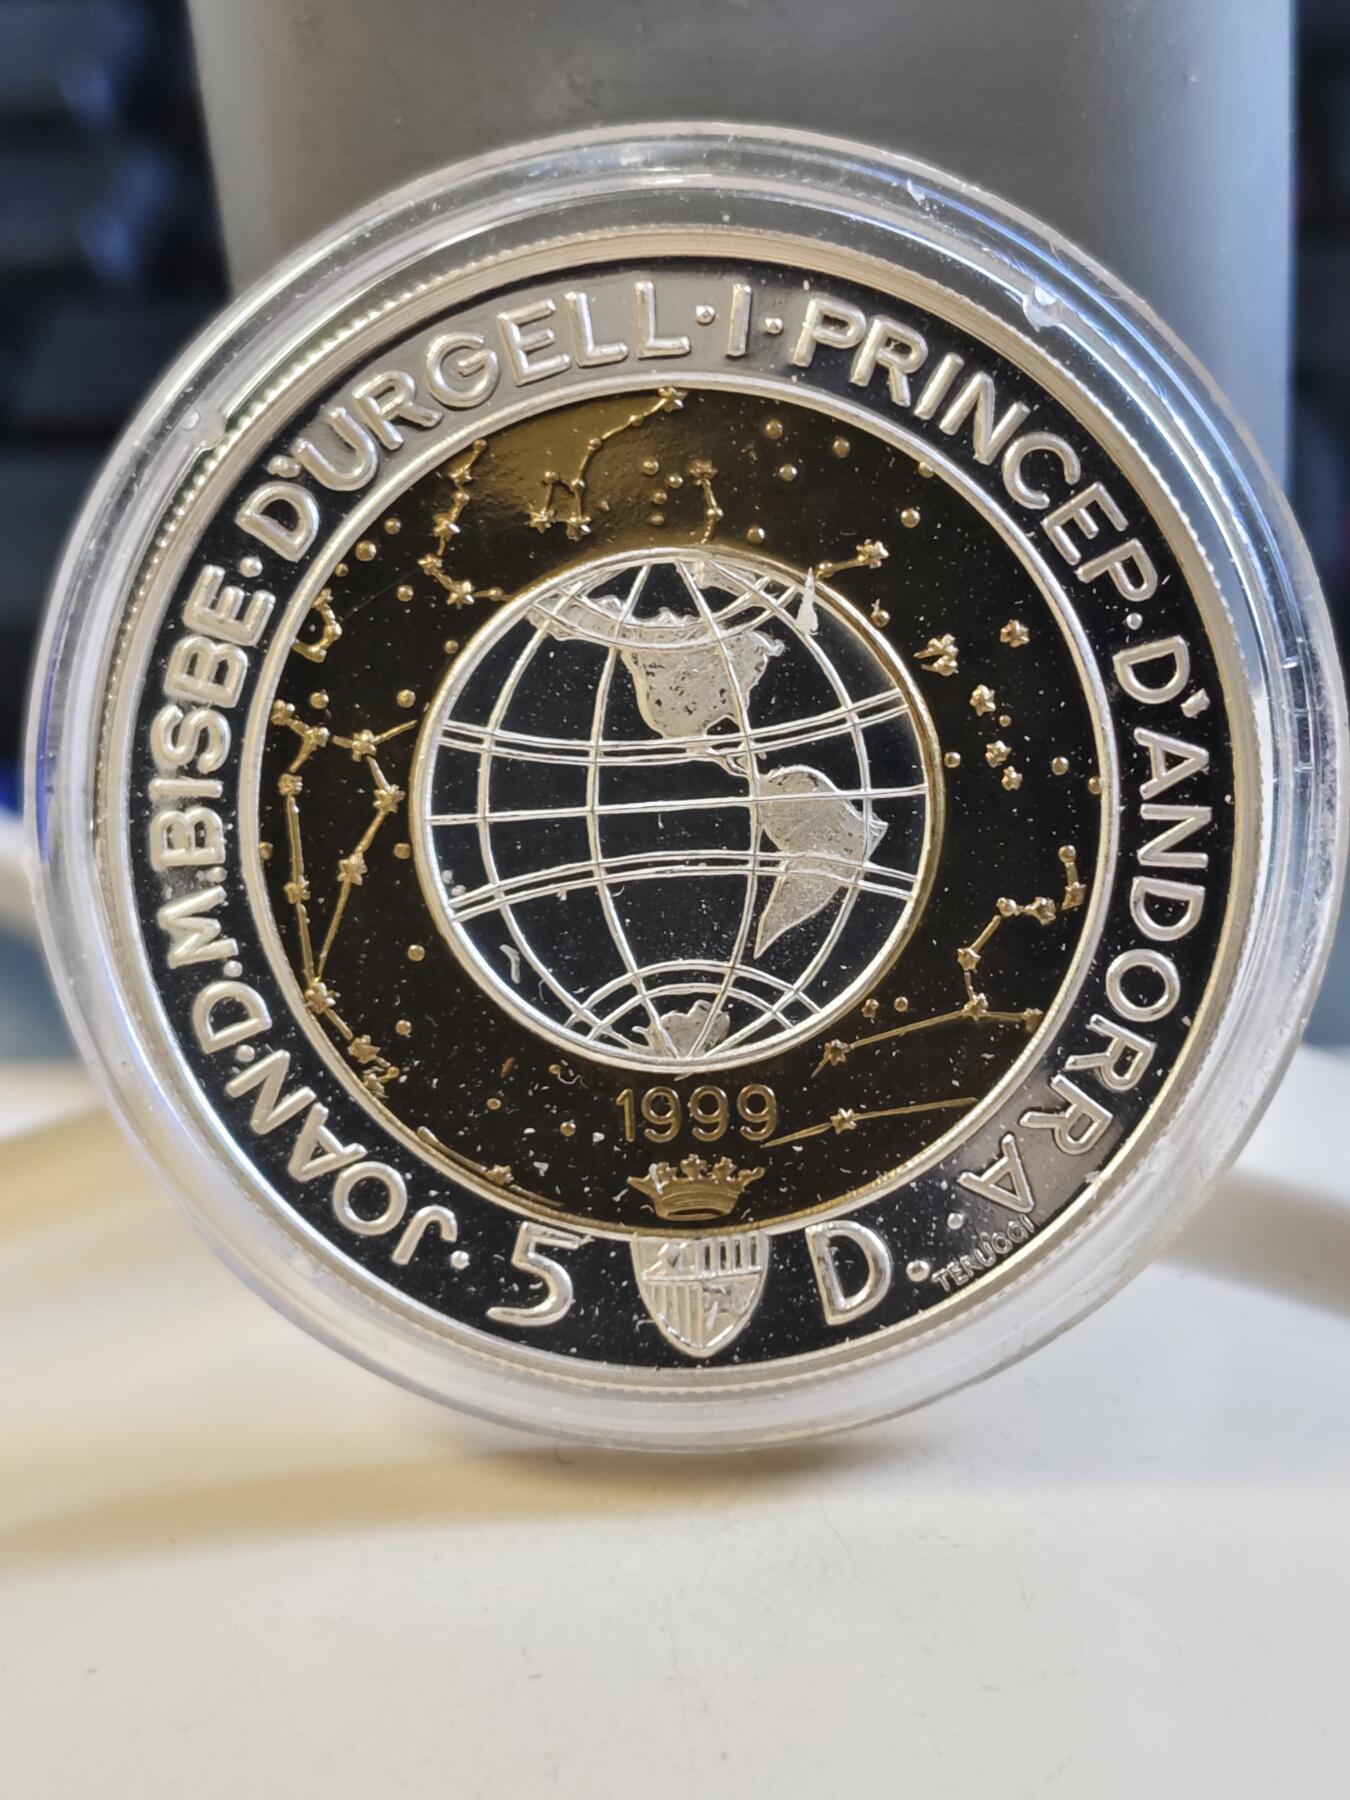 JOAN·D.M.BISBE·D'URGELL·I·PRINCEP·D'ANDORRA
1999
·5 D·
TERUGGI